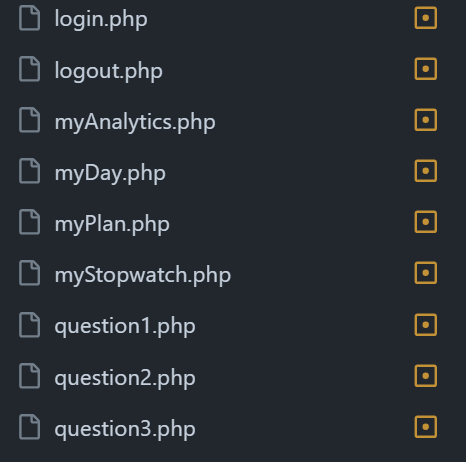 login.php
logout.php
myAnalytics.php
myDay.php
myPlan.php
myStopwatch.php
question1.php
question2.php
question3.php